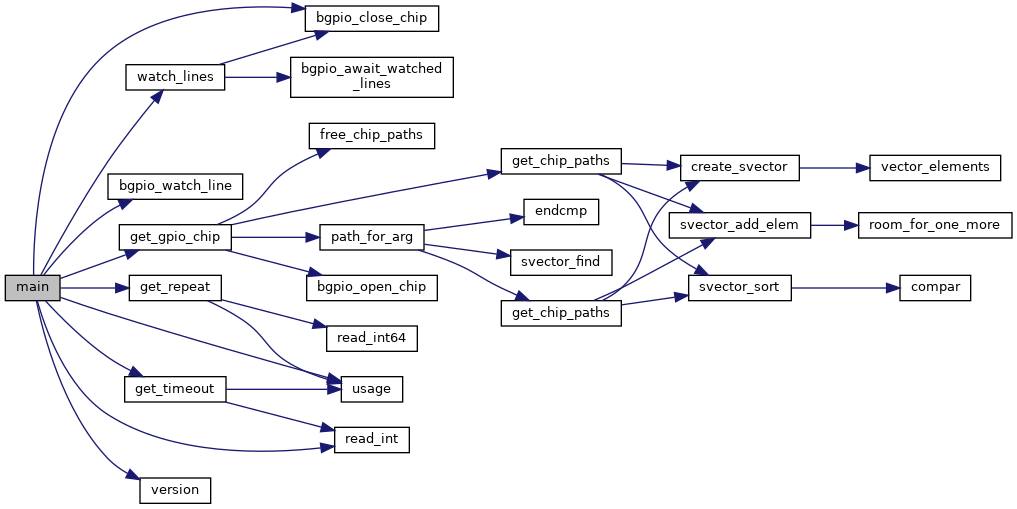 bgpio_close_chip
watch_lines
bgpio_await_watched
_lines
free_chip_paths
get_chip_paths
create_svector
vector_elements
bgpio_watch_line
endcmp
svector_add_elem
room_for_one_more
get_gpio_chip
path_for_arg
svector_find
main
get_repeat
bgpio_open_chip
svector_sort
compar
get_chip_paths
read_int64
get_timeout
usage
read_int
version